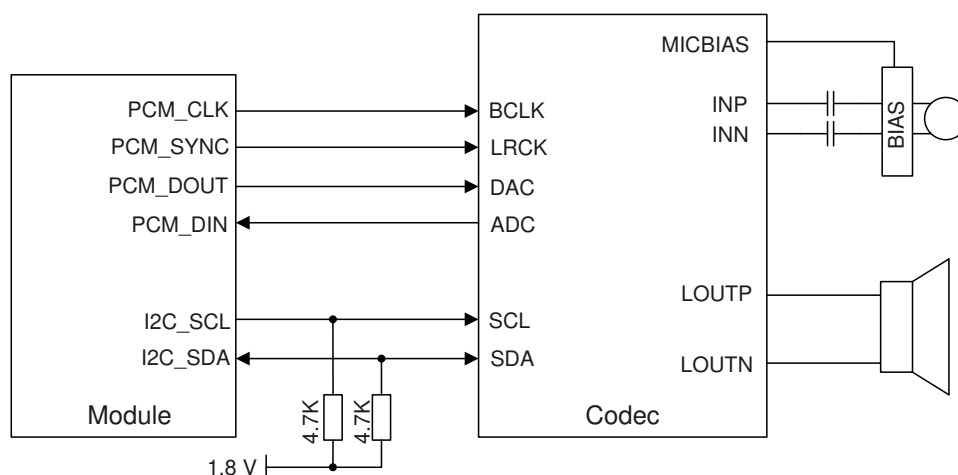 MICBIAS
PCM_CLK
BCLK
INP
PCM_SYNC
LRCK
INN
BIAS
PCM_DOUT
DAC
PCM_DIN
ADC
LOUTP
I2C_SCL
SCL
I2C_SDA
SDA
LOUTN
4.7K
4.7K
Module
Codec
1.8 V